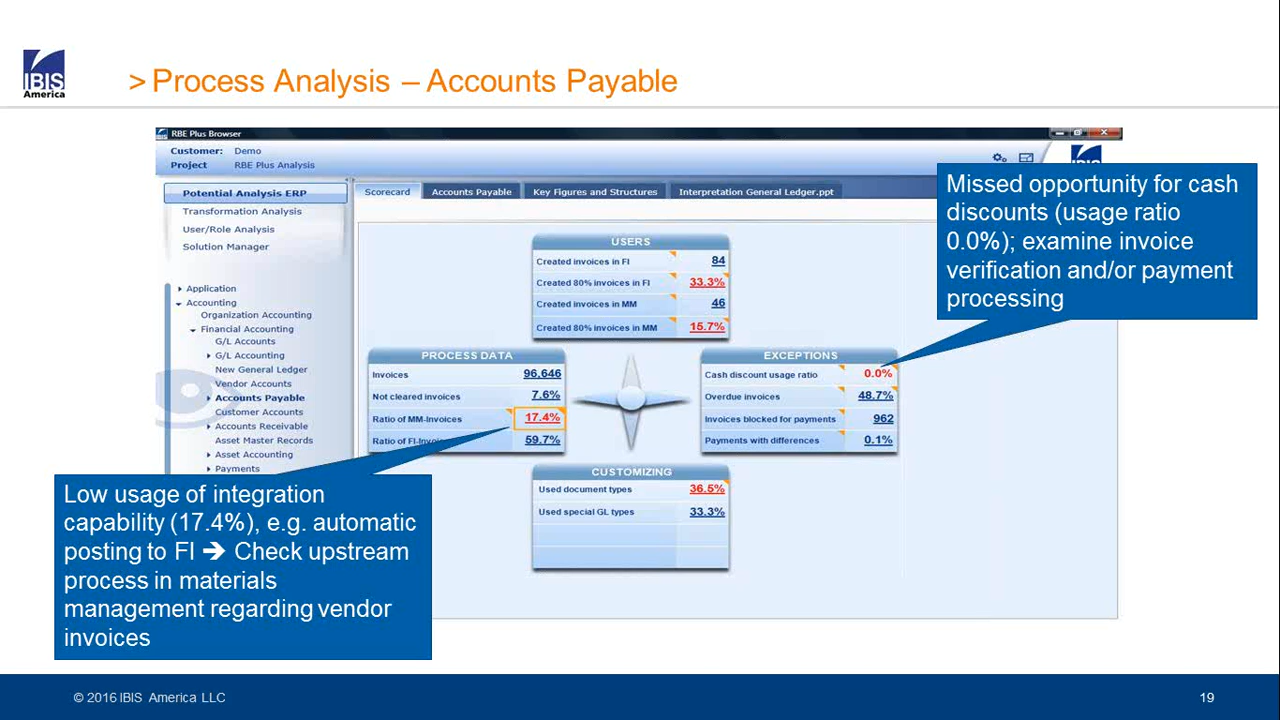 IBIS
America
> Process Analysis – Accounts Payable
RBE Plus Browser
Customer: Demo
Project RBE Plus Analysis
Potential Analysis ERP
Transformation Analysis
User/Role Analysis
Solution Manager
Application
Accounting
Organization Accounting
Financial Accounting
G/L Accounts
G/L Accounting
New General Ledger
Vendor Accounts
Accounts Payable
Customer Accounts
Accounts Receivable
Asset Master Records
Asset Accounting
Payments
Scorecard
Accounts Payable
Key Figures and Structures
Interpretation General Ledger.ppt
USERS
Created invoices in FI 84
Created 80% invoices in FI 33.3%
Created invoices in MM 46
Created 80% invoices in MM 15.7%
PROCESS DATA
Invoices 96,646
Not cleared invoices 7.6%
Ratio of MM-Invoices 17.4%
Ratio of FI-Invoi 59.7%
EXCEPTIONS
Cash discount usage ratio 0.0%
Overdue invoices 48.7%
Invoices blocked for payments 962
Payments with differences 0.1%
CUSTOMIZING
Used document types 36.5%
Used special GL types 33.3%
Missed opportunity for cash
discounts (usage ratio
0.0%); examine invoice
verification and/or payment
processing
Low usage of integration
capability (17.4%), e.g. automatic
posting to FI ➔ Check upstream
process in materials
management regarding vendor
invoices
© 2016 IBIS America LLC
19